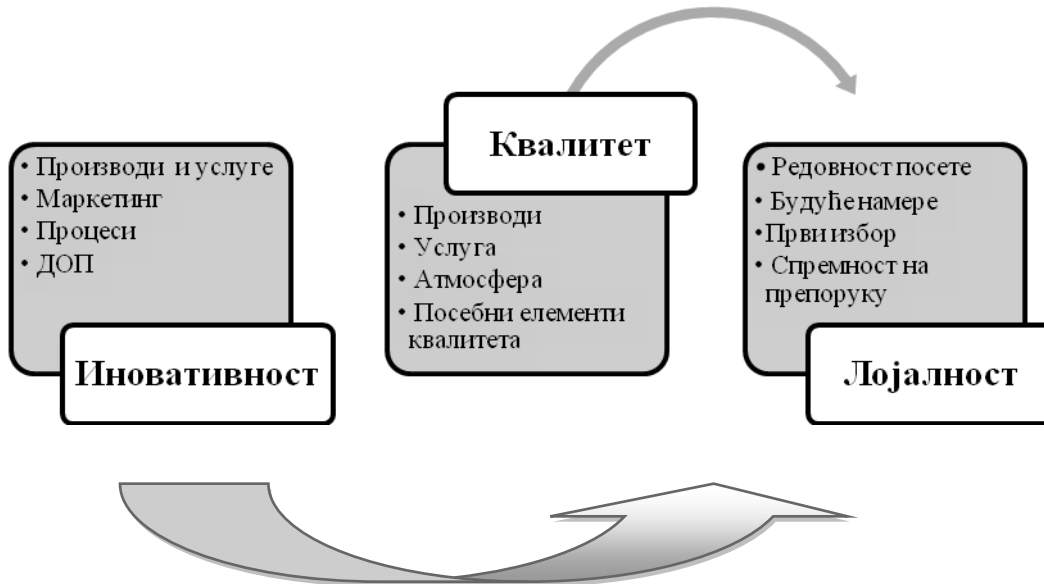 • Производи и услуге
• Маркетинг
• Процеси
• ДОП
Иновативност
Квалитет
• Производи
• Услуга
• Атмосфера
• Посебни елементи
квалитета
• Редовност посете
• Будуће намере
• Први избор
• Спремност на
препоруку
Лојалност